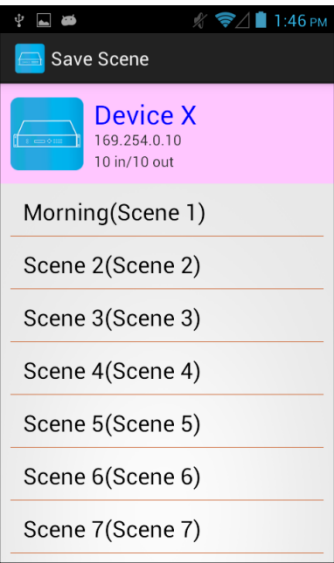 1:46 PM
Save Scene
Device X
169.254.0.10
10 in/10 out
Morning(Scene 1)
Scene 2(Scene 2)
Scene 3(Scene 3)
Scene 4(Scene 4)
Scene 5(Scene 5)
Scene 6(Scene 6)
Scene 7(Scene 7)